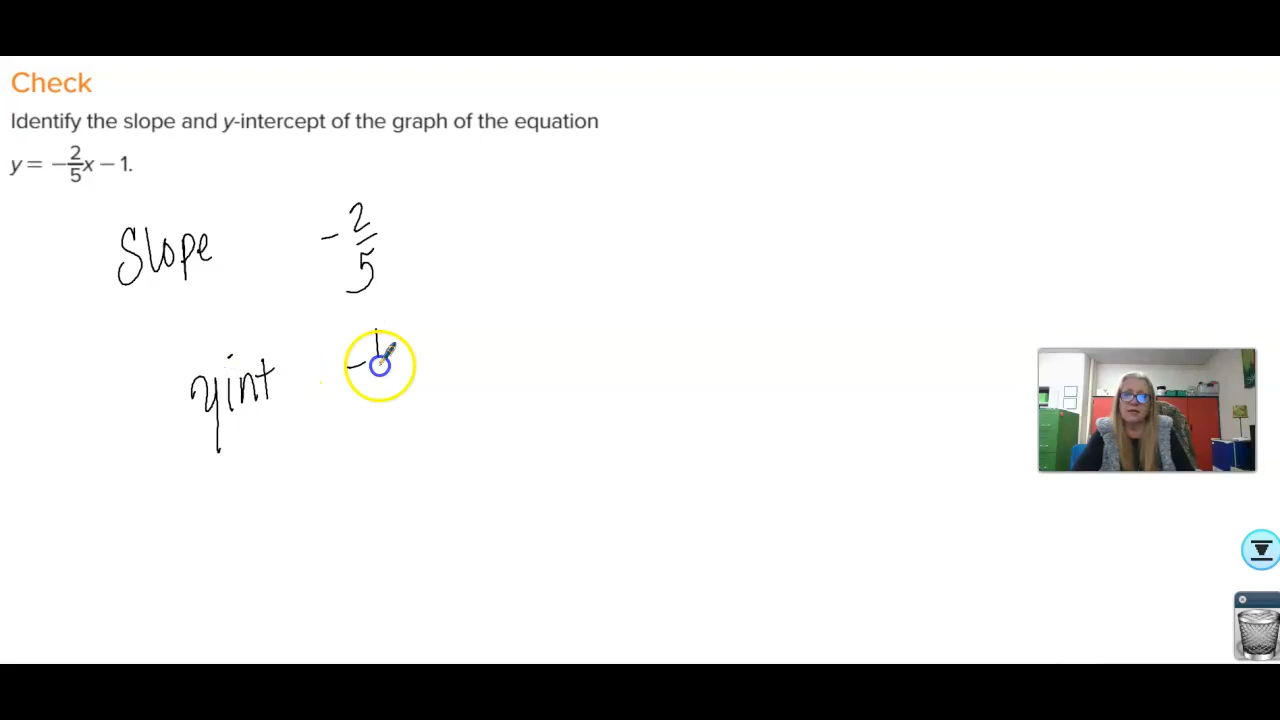 Check
Identify the slope and y-intercept of the graph of the equation
y = −2/5x − 1.
Slope -2/5
yint -1